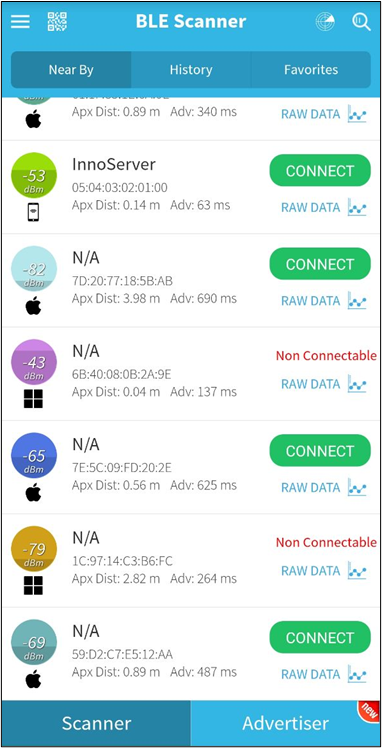 BLE Scanner
Near By History Favorites
Apx Dist: 0.89 m Adv: 340 ms RAW DATA
-53 dBm
InnoServer
CONNECT
05:04:03:02:01:00
Apx Dist: 0.14 m Adv: 63 ms RAW DATA
-82 dBm
N/A
CONNECT
7D:20:77:18:5B:AB
Apx Dist: 3.98 m Adv: 690 ms RAW DATA
-43 dBm
N/A
Non Connectable
6B:40:08:0B:2A:9E
Apx Dist: 0.04 m Adv: 137 ms RAW DATA
-65 dBm
N/A
CONNECT
7E:5C:09:FD:20:2E
Apx Dist: 0.56 m Adv: 625 ms RAW DATA
-79 dBm
N/A
Non Connectable
1C:97:14:C3:B6:FC
Apx Dist: 2.82 m Adv: 264 ms RAW DATA
-69 dBm
N/A
CONNECT
59:D2:C7:E5:12:AA
Apx Dist: 0.89 m Adv: 487 ms RAW DATA
Scanner Advertiser new